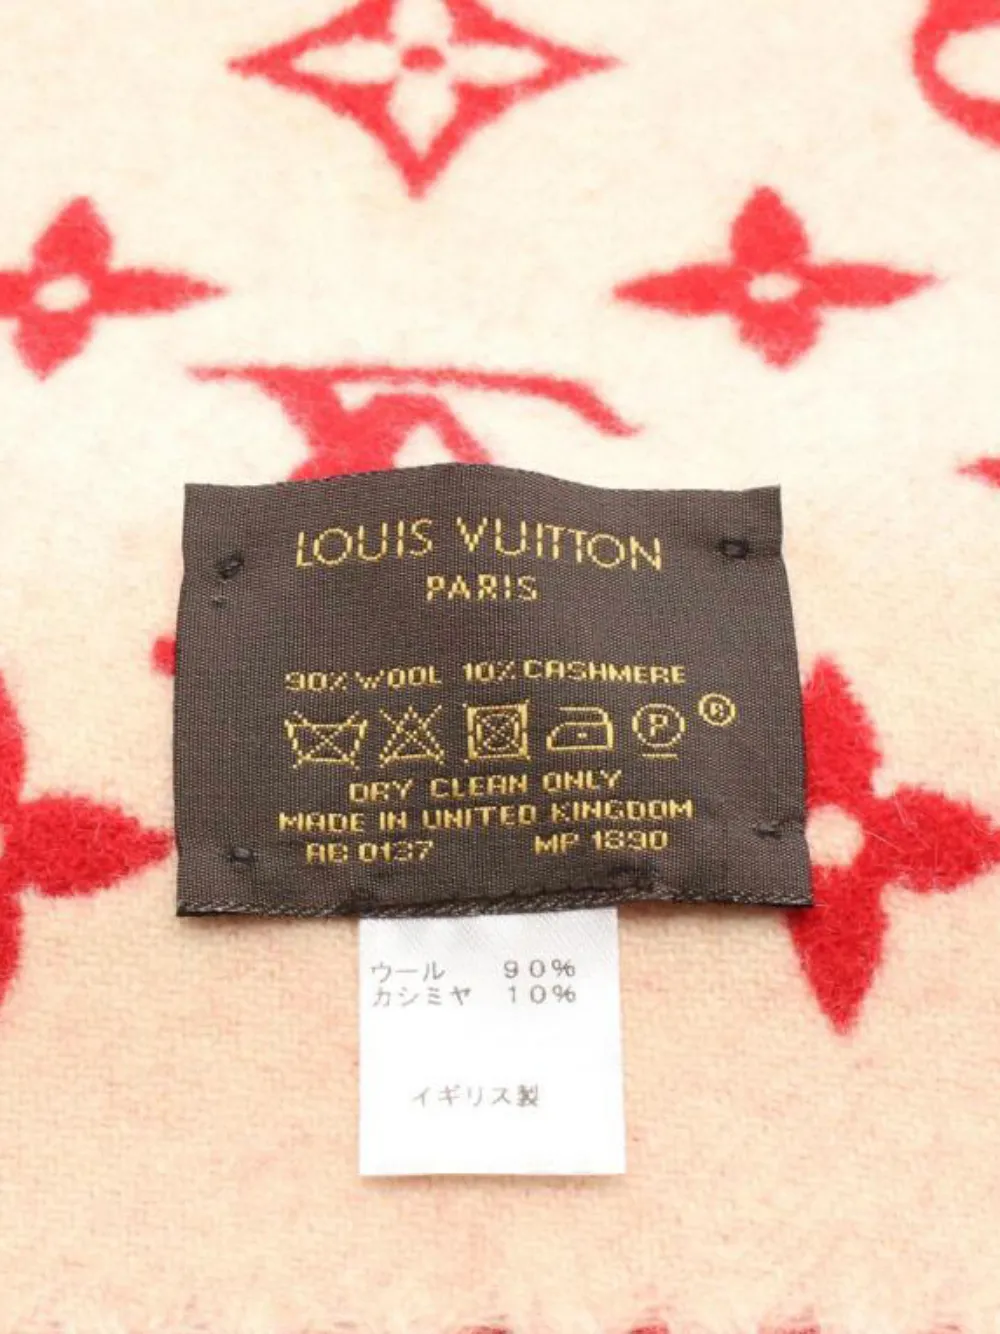 LOUIS VUITTON
PARIS
90% WOOL 10% CASHMERE
P ®
DRY CLEAN ONLY
MADE IN UNITED KINGDOM
AB 0137 MP 1890
ウール 90%
カシミヤ 10%
イギリス製